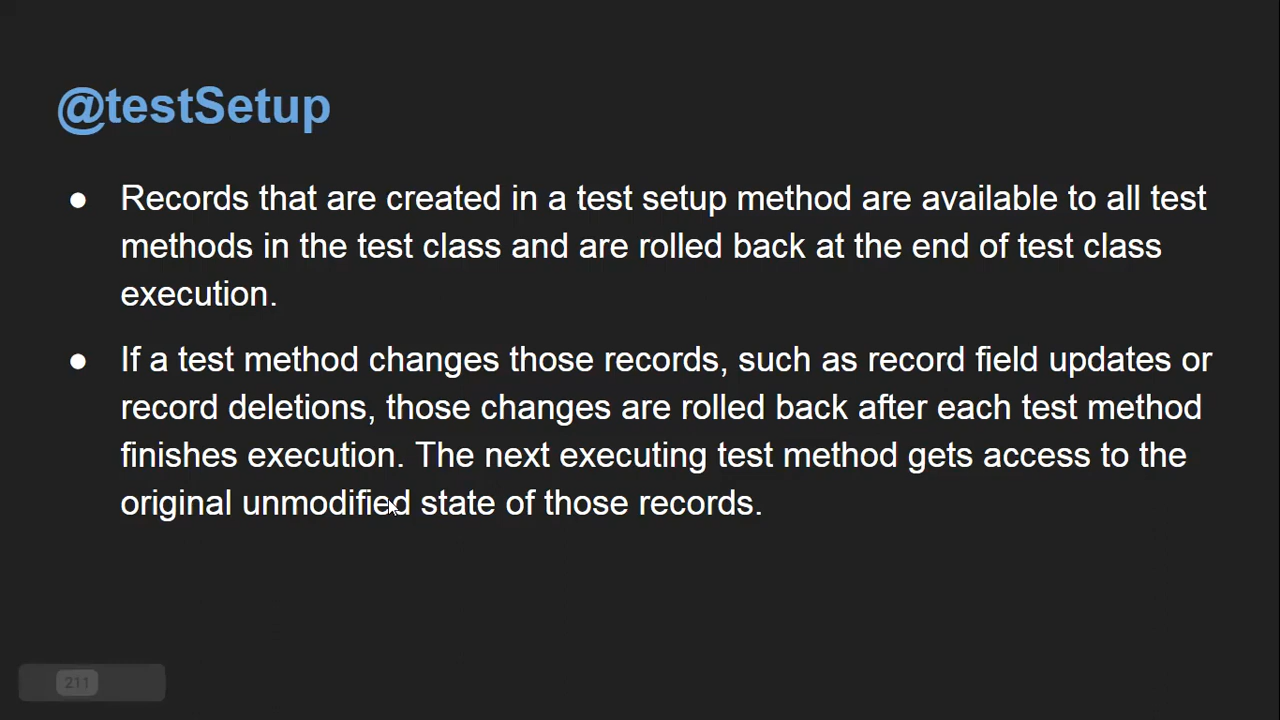 @testSetup
● Records that are created in a test setup method are available to all test
methods in the test class and are rolled back at the end of test class
execution.
● If a test method changes those records, such as record field updates or
record deletions, those changes are rolled back after each test method
finishes execution. The next executing test method gets access to the
original unmodified state of those records.
211